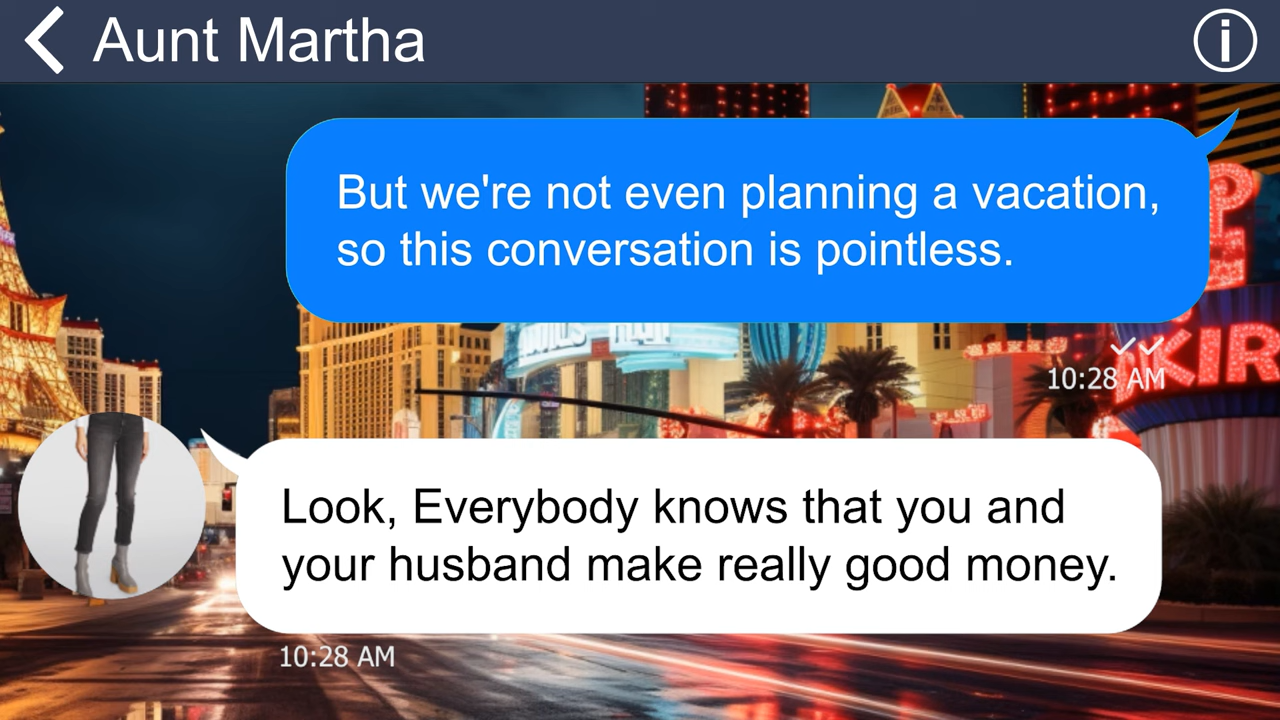 Aunt Martha
But we're not even planning a vacation,
so this conversation is pointless.
10:28 AM
KIR
Look, Everybody knows that you and
your husband make really good money.
10:28 AM